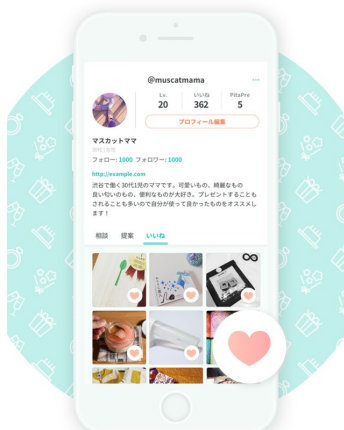 @muscatmama
Lv. いいね PitaPre
20 362 5
プロフィール編集
マスカットママ
30代 | 女性
フォロー: 1000 フォロワー: 1000
http://example.com
渋谷で働く30代1児のママです。可愛いもの、綺麗なもの
良い匂いのもの、便利なものが大好き。プレゼントすることも
されることも多いので自分が使って良かったものをオススメし
ます！
相談 提案 いいね